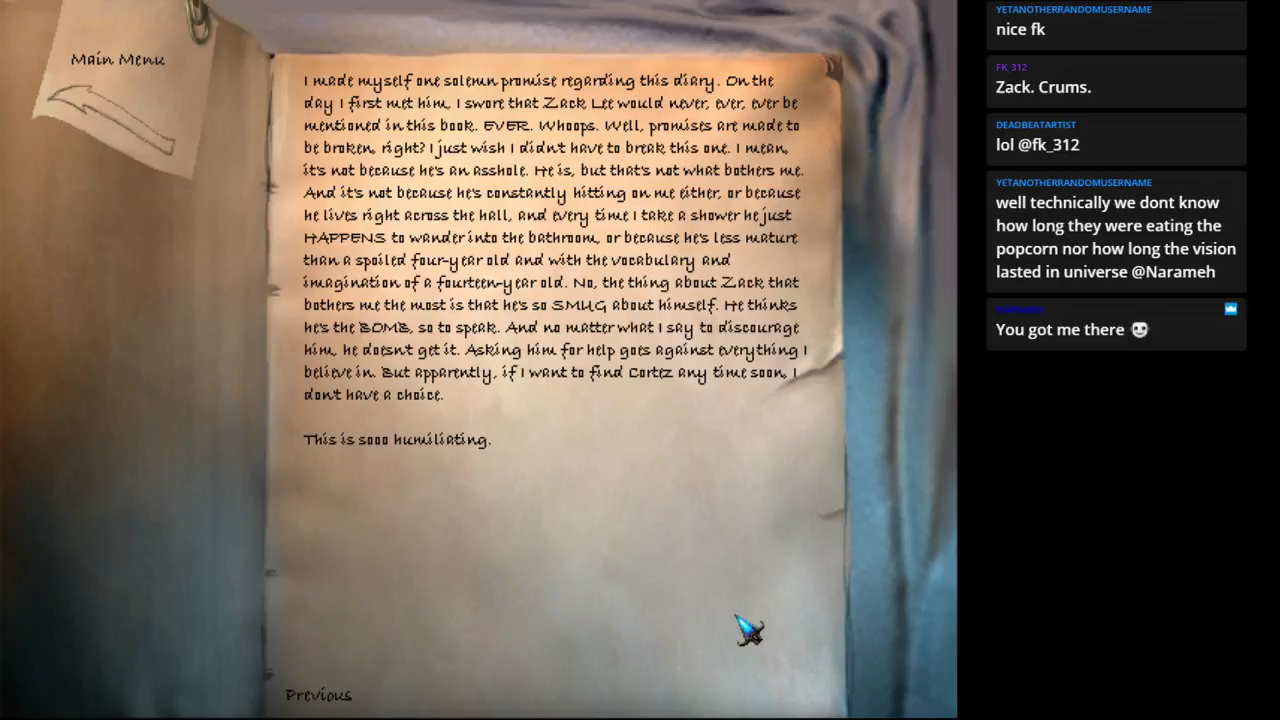 Main Menu
I made myself one solemn promise regarding this diary. On the
day I first met him, I swore that Zack Lee would never, ever, ever be
mentioned in this book. EVER. Whoops. Well, promises are made to
be broken, right? I just wish I didn't have to break this one. I mean,
it's not because he's an asshole. He is, but that's not what bothers me.
And it's not because he's constantly hitting on me either, or because
he lives right across the hall, and every time I take a shower he just
HAPPENS to wander into the bathroom, or because he's less mature
than a spoiled four-year old and with the vocabulary and
imagination of a fourteen-year old. No, the thing about Zack that
bothers me the most is that he's so SMUG about himself. He thinks
he's the BOMB, so to speak. And no matter what I say to discourage
him, he doesn't get it. Asking him for help goes against everything I
believe in. But apparently, if I want to find Cortez any time soon, I
don't have a choice.
This is sooo humiliating.
Previous
YETANOTHERRANDOMUSERNAME
nice fk
FK_312
Zack. Crums.
DEADBEATARTIST
lol @fk_312
YETANOTHERRANDOMUSERNAME
well technically we dont know
how long they were eating the
popcorn nor how long the vision
lasted in universe @Narameh
You got me there